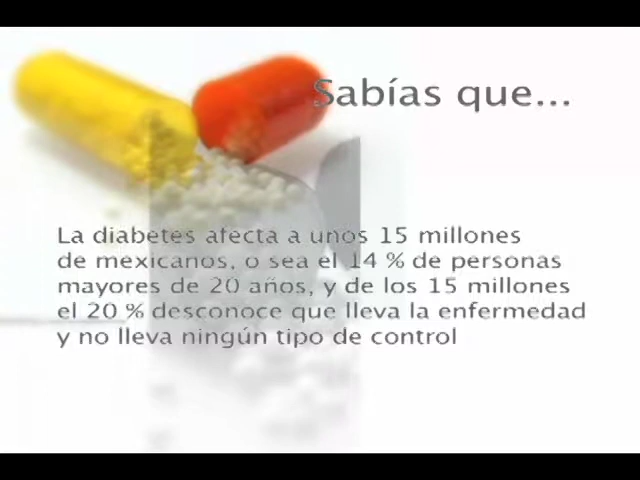 Sabías que...
La diabetes afecta a unos 15 millones
de mexicanos, o sea el 14 % de personas
mayores de 20 años, y de los 15 millones
el 20 % desconoce que lleva la enfermedad
y no lleva ningún tipo de control